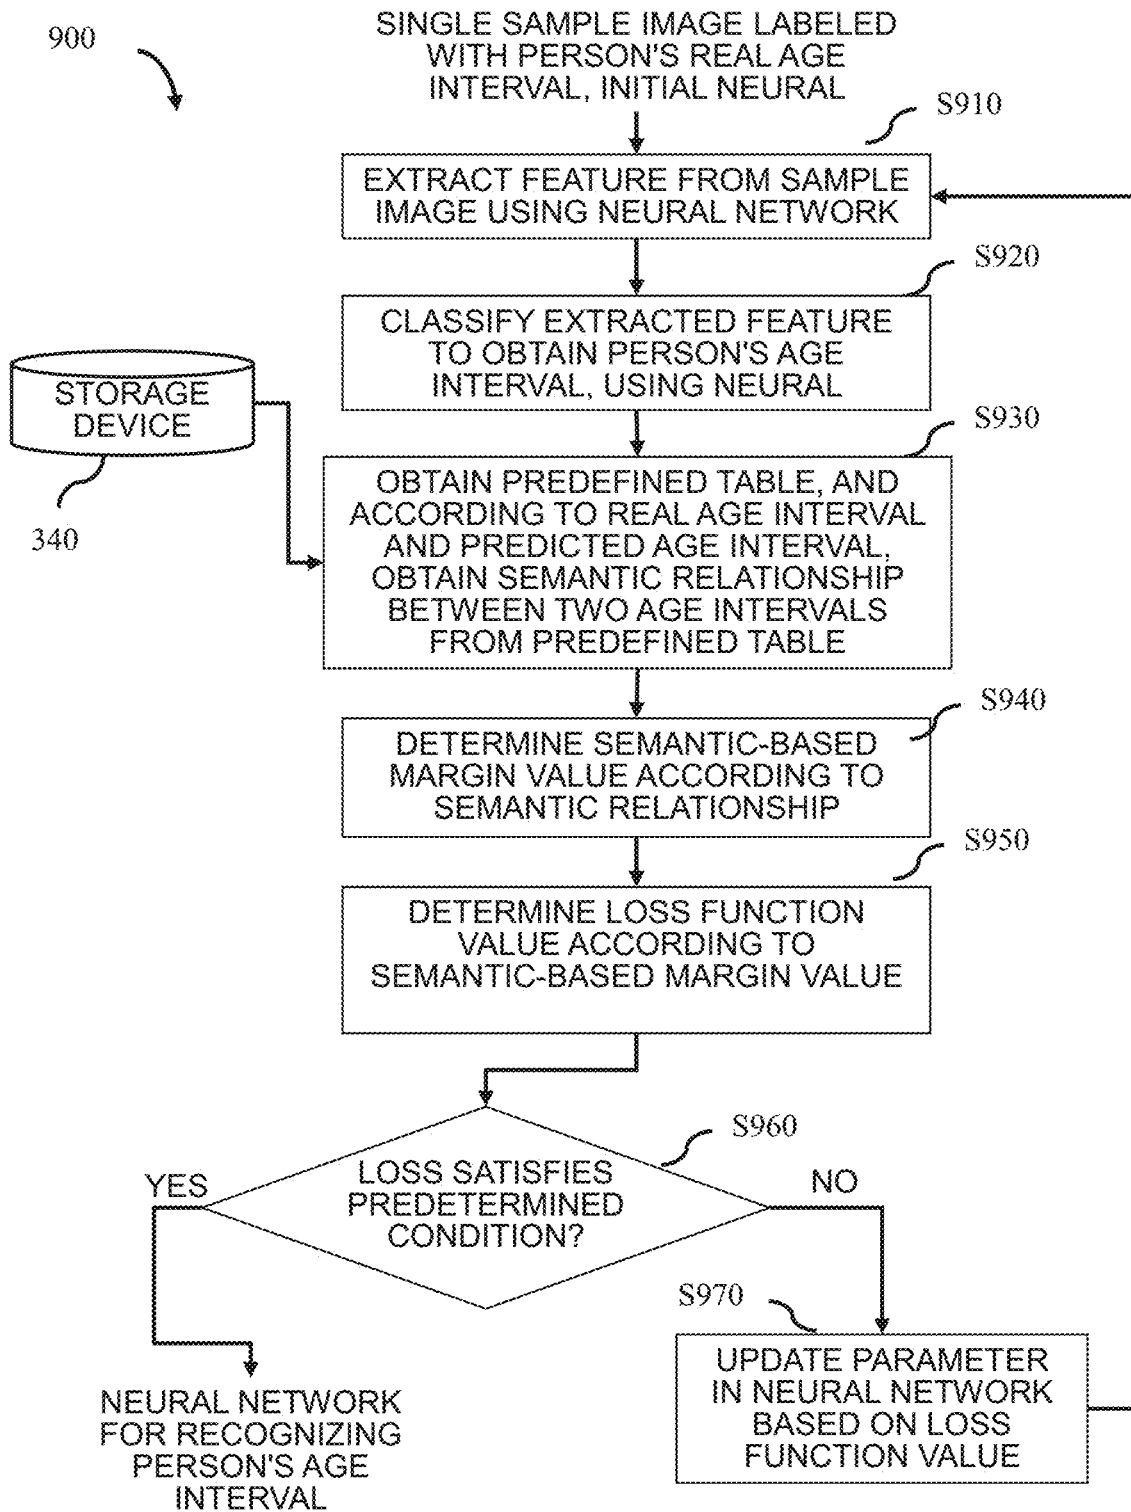 900
SINGLE SAMPLE IMAGE LABELED
WITH PERSON'S REAL AGE
INTERVAL, INITIAL NEURAL
S910
EXTRACT FEATURE FROM SAMPLE
IMAGE USING NEURAL NETWORK
S920
CLASSIFY EXTRACTED FEATURE
TO OBTAIN PERSON'S AGE
INTERVAL, USING NEURAL
STORAGE
DEVICE
340
S930
OBTAIN PREDEFINED TABLE, AND
ACCORDING TO REAL AGE INTERVAL
AND PREDICTED AGE INTERVAL,
OBTAIN SEMANTIC RELATIONSHIP
BETWEEN TWO AGE INTERVALS
FROM PREDEFINED TABLE
S940
DETERMINE SEMANTIC-BASED
MARGIN VALUE ACCORDING TO
SEMANTIC RELATIONSHIP
S950
DETERMINE LOSS FUNCTION
VALUE ACCORDING TO
SEMANTIC-BASED MARGIN VALUE
S960
LOSS SATISFIES
PREDETERMINED
CONDITION?
YES
NO
S970
UPDATE PARAMETER
IN NEURAL NETWORK
BASED ON LOSS
FUNCTION VALUE
NEURAL NETWORK
FOR RECOGNIZING
PERSON'S AGE
INTERVAL